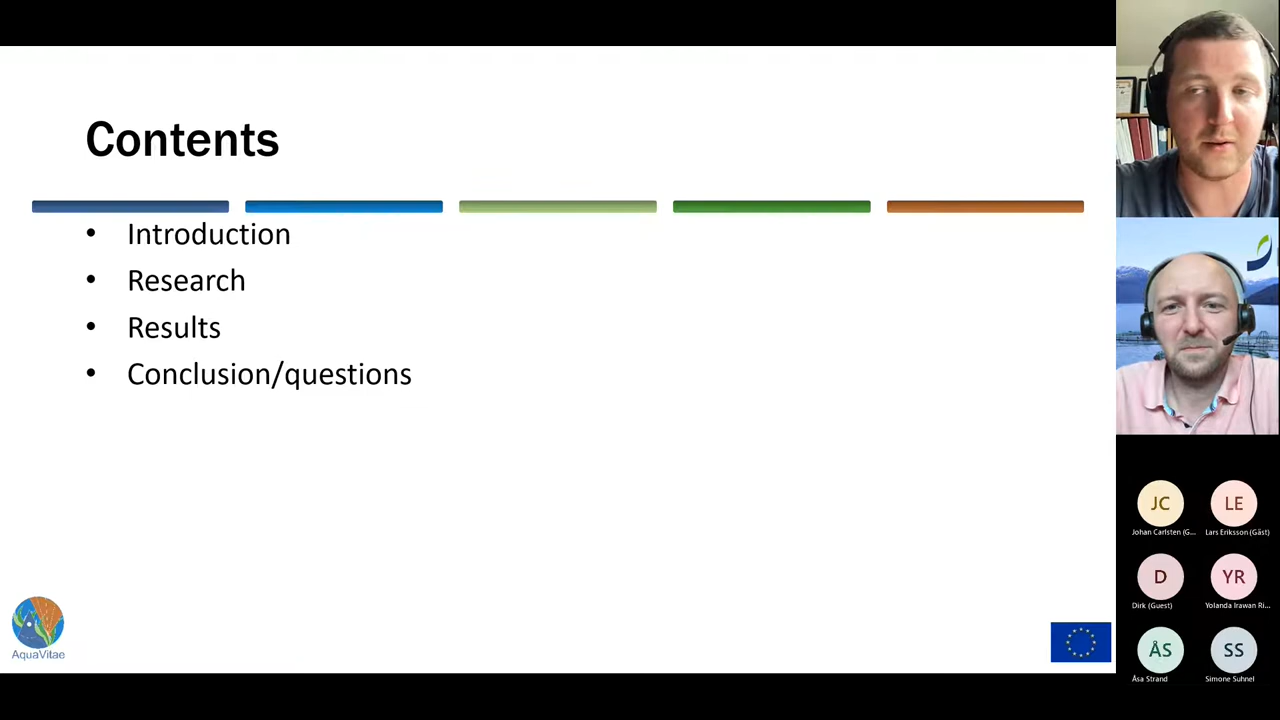 Contents
• Introduction
• Research
• Results
• Conclusion/questions
AquaVitae
JC
LE
Johan Carlsten (G...
Lars Eriksson (Gäst)
D
YR
Dirk (Guest)
Yolanda Irawan Ri...
ÅS
SS
Åsa Strand
Simone Suhnel